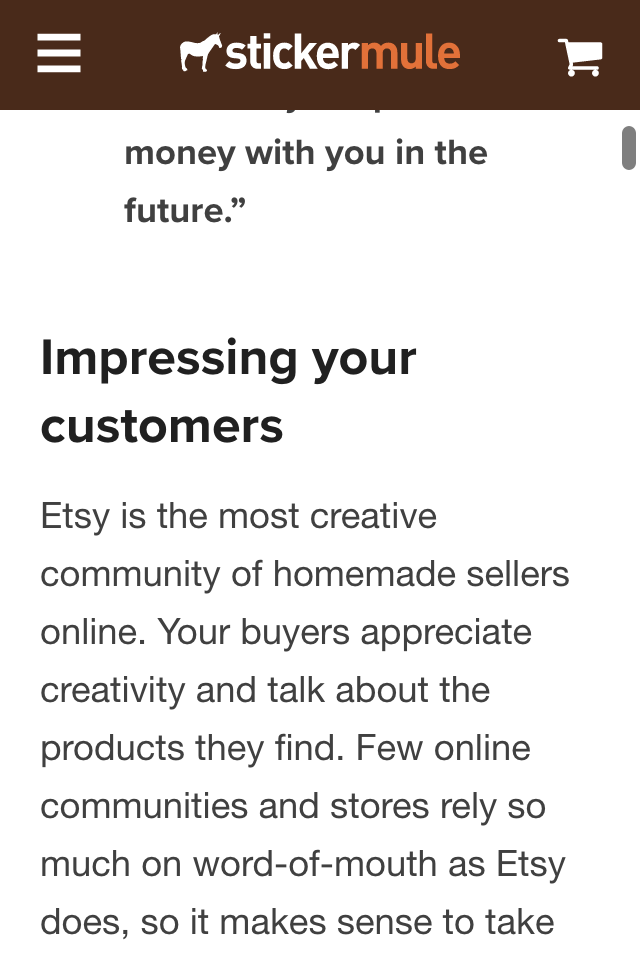 stickermule
money with you in the
future.”
Impressing your
customers
Etsy is the most creative
community of homemade sellers
online. Your buyers appreciate
creativity and talk about the
products they find. Few online
communities and stores rely so
much on word-of-mouth as Etsy
does, so it makes sense to take